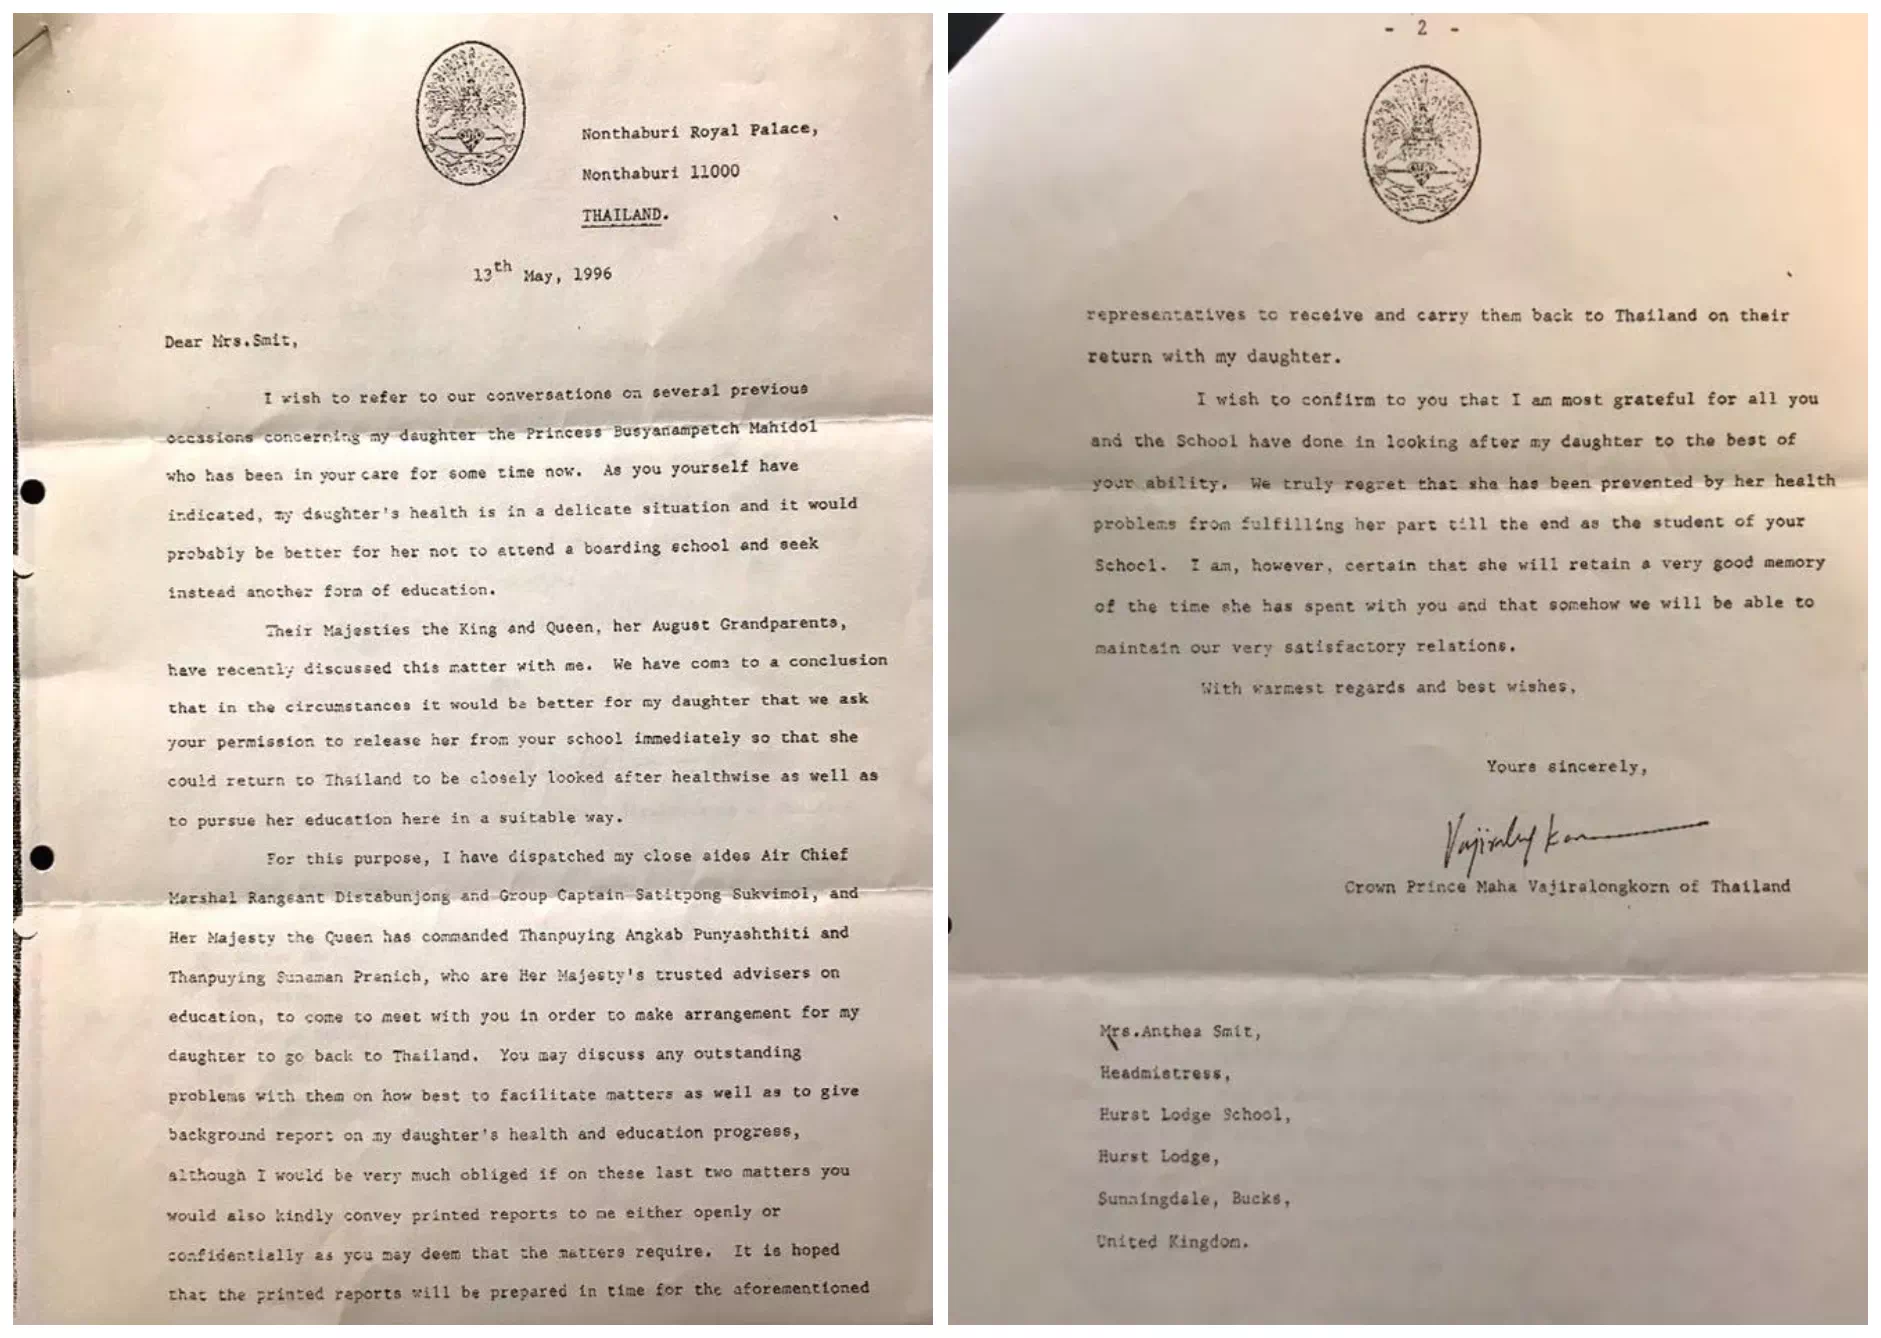 Nonthaburi Royal Palace,
Nonthaburi 11000
THAILAND.
13th May, 1996
Dear Mrs.Smit,
I wish to refer to our conversations on several previous
occasions concerning my daughter the Princess Busyanampetch Mahidol
who has been in your care for some time now. As you yourself have
indicated, my daughter's health is in a delicate situation and it would
probably be better for her not to attend a boarding school and seek
instead another form of education.
Their Majesties the King and Queen, her August Grandparents,
have recently discussed this matter with me. We have come to a conclusion
that in the circumstances it would be better for my daughter that we ask
your permission to release her from your school immediately so that she
could return to Thailand to be closely looked after healthwise as well as
to pursue her education here in a suitable way.
For this purpose, I have dispatched my close aides Air Chief
Marshal Rangsant Distabunjong and Group Captain Satitpong Sukvimol, and
Her Majesty the Queen has commanded Thanpuying Angkab Punyashthiti and
Thanpuying Sunaman Pranich, who are Her Majesty's trusted advisers on
education, to come to meet with you in order to make arrangement for my
daughter to go back to Thailand. You may discuss any outstanding
problems with them on how best to facilitate matters as well as to give
background report on my daughter's health and education progress,
although I would be very much obliged if on these last two matters you
would also kindly convey printed reports to me either openly or
confidentially as you may deem that the matters require. It is hoped
that the printed reports will be prepared in time for the aforementioned
- 2 -
representatives to receive and carry them back to Thailand on their
return with my daughter.
I wish to confirm to you that I am most grateful for all you
and the School have done in looking after my daughter to the best of
your ability. We truly regret that she has been prevented by her health
problems from fulfilling her part till the end as the student of your
School. I am, however, certain that she will retain a very good memory
of the time she has spent with you and that somehow we will be able to
maintain our very satisfactory relations.
With warmest regards and best wishes,
Yours sincerely,
Vajiralongkorn
Crown Prince Maha Vajiralongkorn of Thailand
Mrs.Anthea Smit,
Headmistress,
Hurst Lodge School,
Hurst Lodge,
Sunningdale, Bucks,
United Kingdom.